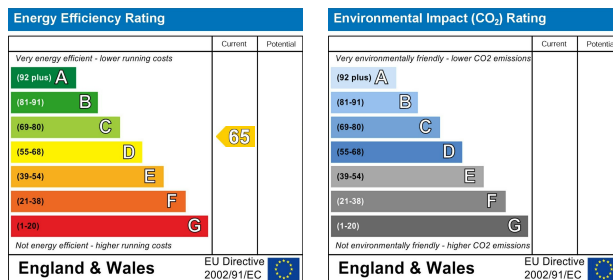 Energy Efficiency Rating
Current Potential
Very energy efficient - lower running costs
(92 plus) A
(81-91) B
(69-80) C
(55-68) D
(39-54) E
(21-38) F
(1-20) G
65
Not energy efficient - higher running costs
England & Wales
EU Directive
2002/91/EC
Environmental Impact (CO₂) Rating
Current Potential
Very environmentally friendly - lower CO2 emissions
(92 plus) A
(81-91) B
(69-80) C
(55-68) D
(39-54) E
(21-38) F
(1-20) G
Not environmentally friendly - higher CO2 emissions
England & Wales
EU Directive
2002/91/EC